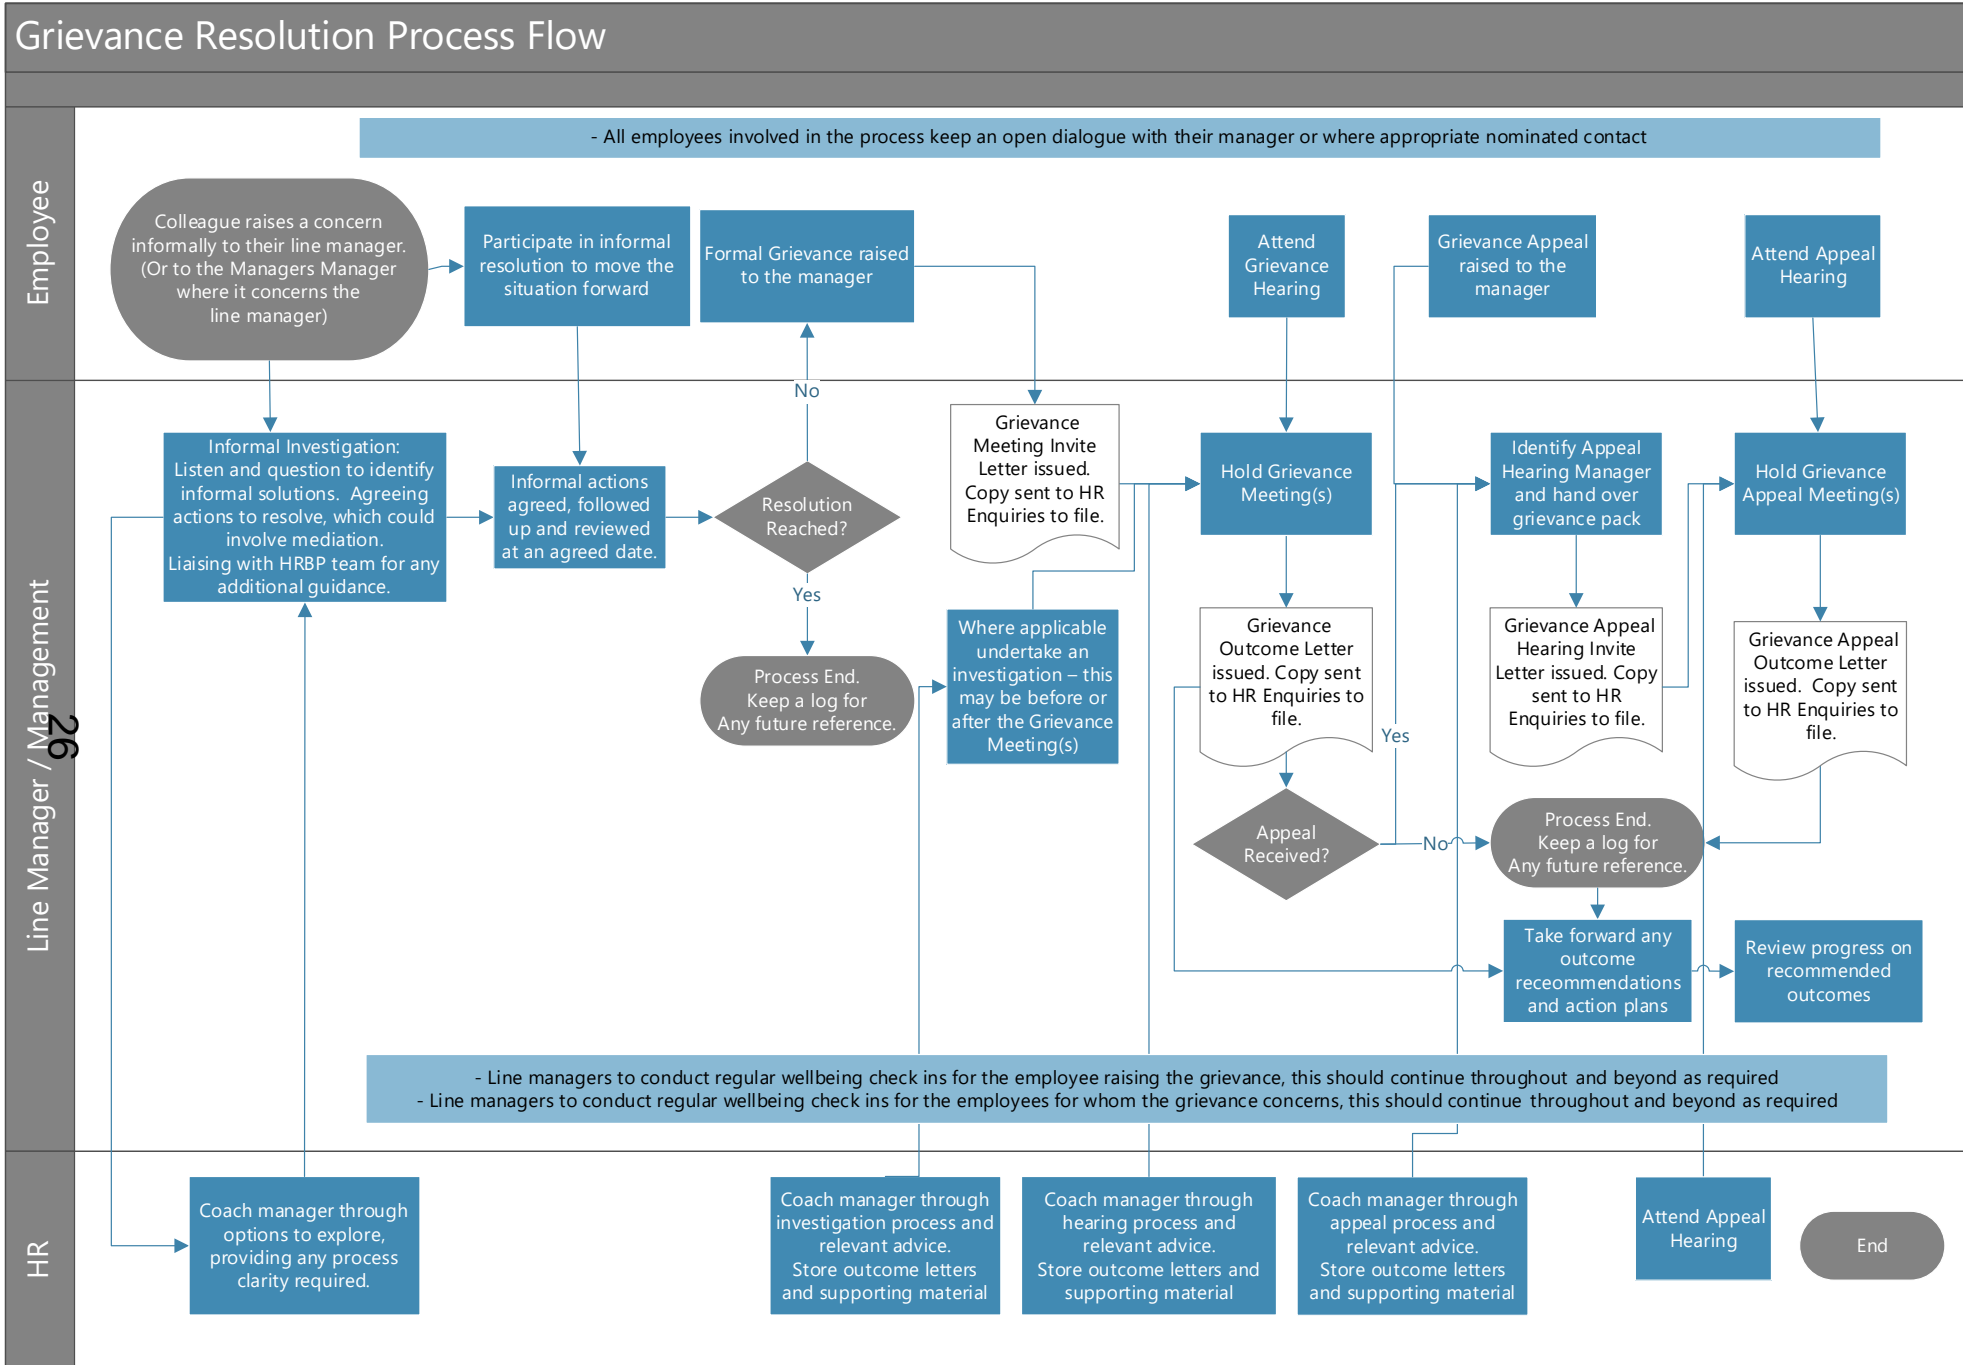 Grievance Resolution Process Flow
Employee
- All employees involved in the process keep an open dialogue with their manager or where appropriate nominated contact
Colleague raises a concern
informally to their line manager.
(Or to the Managers Manager
where it concerns the
line manager)
Participate in informal
resolution to move the
situation forward
Formal Grievance raised
to the manager
Attend
Grievance
Hearing
Grievance Appeal
raised to the
manager
Attend Appeal
Hearing
Line Manager / Management
26
Informal Investigation:
Listen and question to identify
informal solutions.  Agreeing
actions to resolve, which could
involve mediation.
Liaising with HRBP team for any
additional guidance.
Informal actions
agreed, followed
up and reviewed
at an agreed date.
No
Resolution
Reached?
Yes
Process End.
Keep a log for
Any future reference.
Grievance
Meeting Invite
Letter issued.
Copy sent to HR
Enquiries to file.
Where applicable
undertake an
investigation – this
may be before or
after the Grievance
Meeting(s)
Hold Grievance
Meeting(s)
Grievance
Outcome Letter
issued. Copy sent
to HR Enquiries to
file.
Appeal
Received?
Yes
No
Identify Appeal
Hearing Manager
and hand over
grievance pack
Grievance Appeal
Hearing Invite
Letter issued. Copy
sent to HR
Enquiries to file.
Process End.
Keep a log for
Any future reference.
Hold Grievance
Appeal Meeting(s)
Grievance Appeal
Outcome Letter
issued.  Copy sent
to HR Enquiries to
file.
Take forward any
outcome
receommendations
and action plans
Review progress on
recommended
outcomes
- Line managers to conduct regular wellbeing check ins for the employee raising the grievance, this should continue throughout and beyond as required
- Line managers to conduct regular wellbeing check ins for the employees for whom the grievance concerns, this should continue throughout and beyond as required
HR
Coach manager through
options to explore,
providing any process
clarity required.
Coach manager through
investigation process and
relevant advice.
Store outcome letters
and supporting material
Coach manager through
hearing process and
relevant advice.
Store outcome letters and
supporting material
Coach manager through
appeal process and
relevant advice.
Store outcome letters
and supporting material
Attend Appeal
Hearing
End